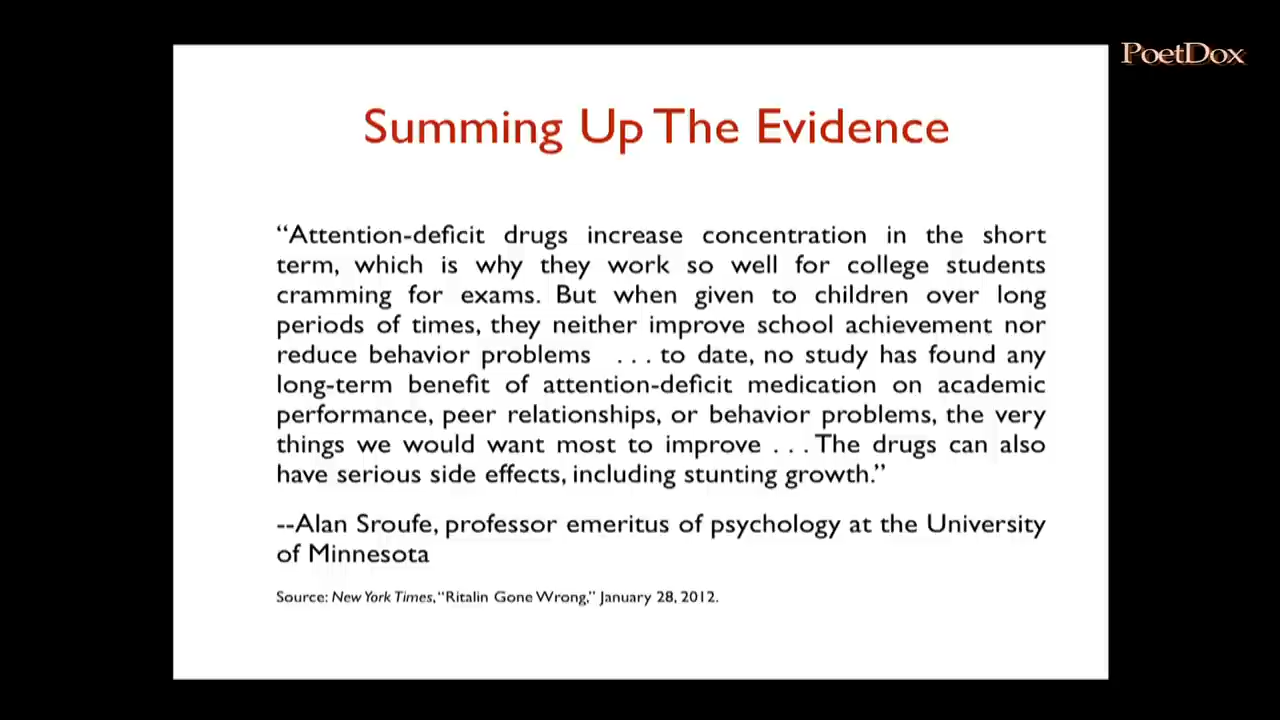 PoetDox
Summing Up The Evidence
“Attention-deficit drugs increase concentration in the short
term, which is why they work so well for college students
cramming for exams. But when given to children over long
periods of times, they neither improve school achievement nor
reduce behavior problems . . . to date, no study has found any
long-term benefit of attention-deficit medication on academic
performance, peer relationships, or behavior problems, the very
things we would want most to improve . . . The drugs can also
have serious side effects, including stunting growth.”
--Alan Sroufe, professor emeritus of psychology at the University
of Minnesota
Source: New York Times, “Ritalin Gone Wrong,” January 28, 2012.